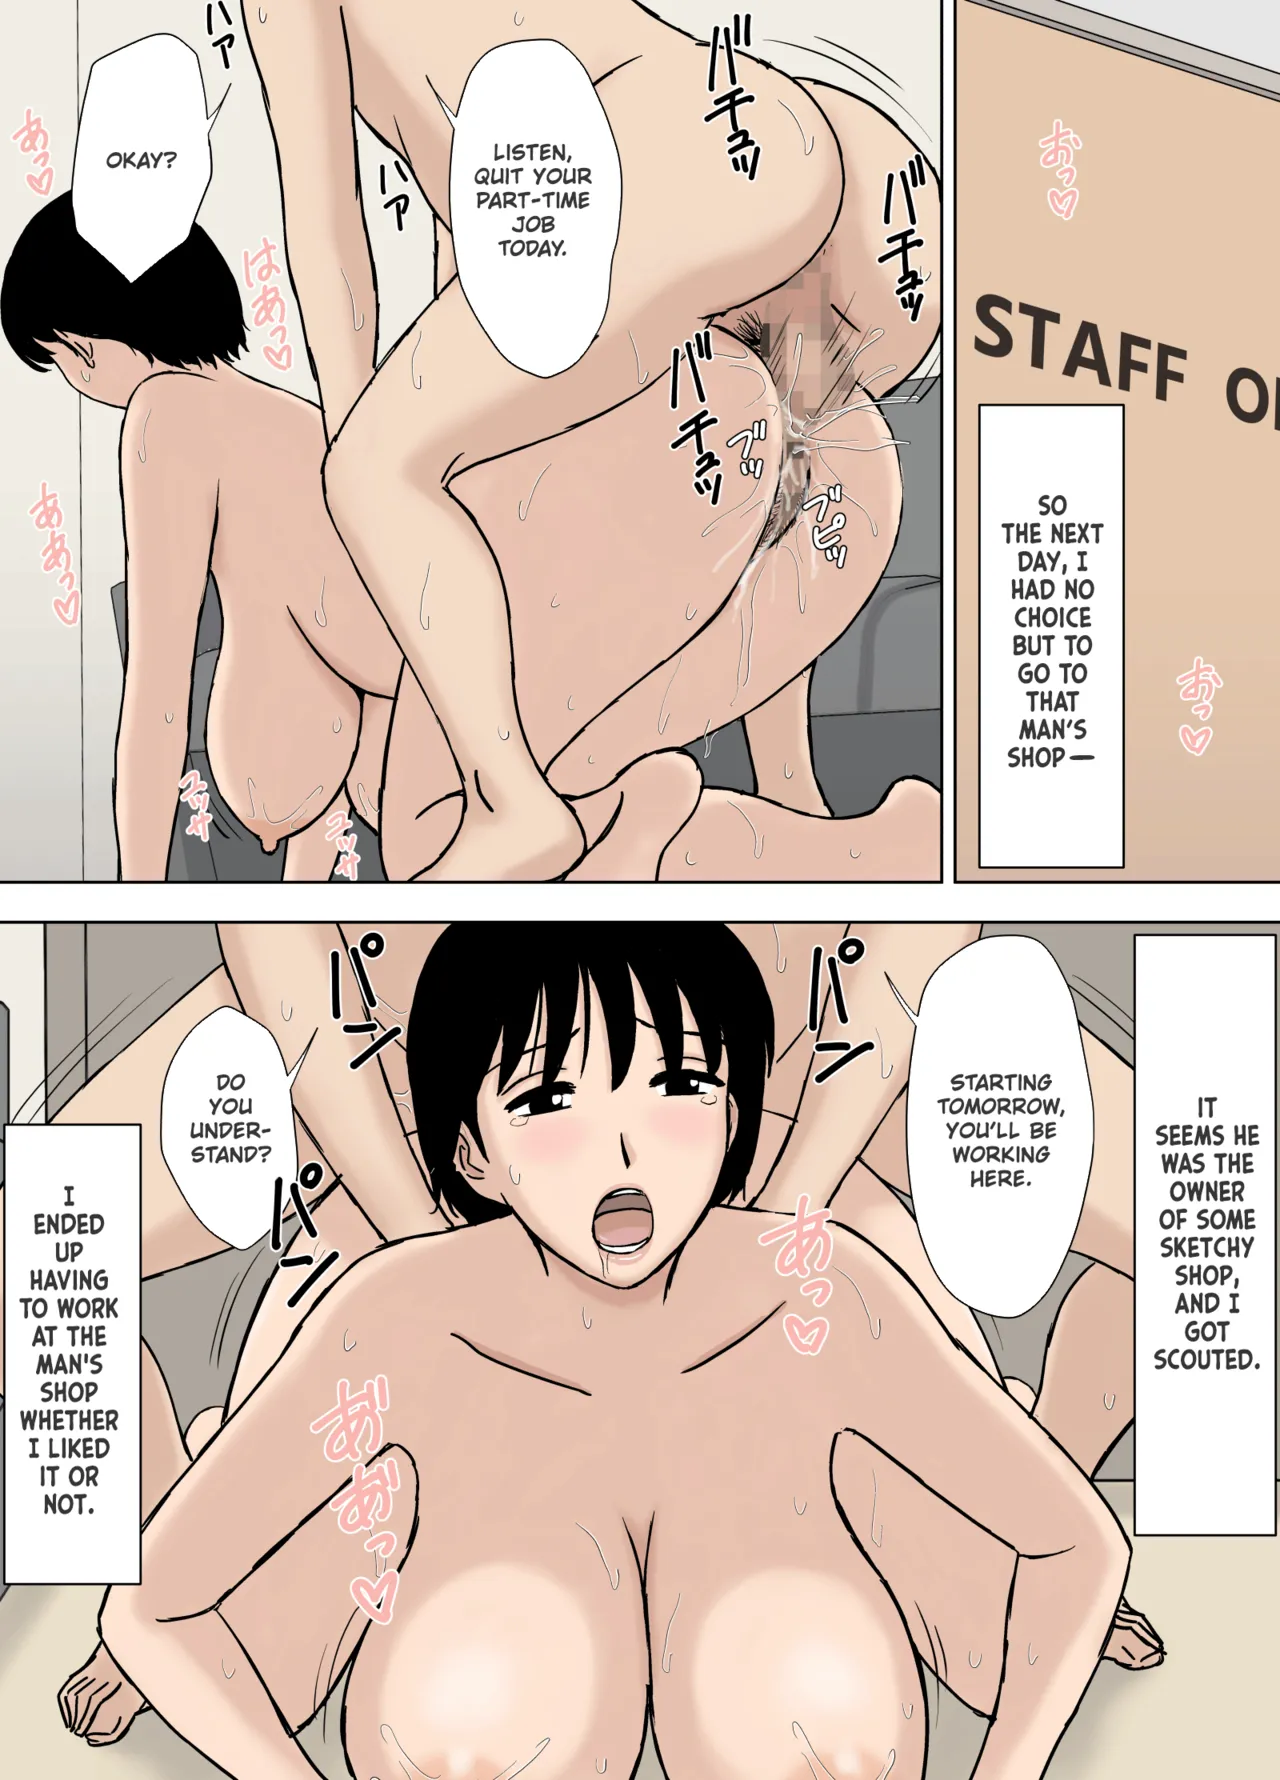 STAFF O
おっ♡
SO
THE NEXT
DAY, I
HAD NO
CHOICE
BUT TO
GO TO
THAT
MAN'S
SHOP—
おっ♡
バチュッ
バチュッ
LISTEN,
QUIT YOUR
PART-TIME
JOB
TODAY.
バチュッ
ブッ
ブピッ
ハァ
ハァ
OKAY?
あっ♡
はあっ♡
ああっ♡
ユッサ
ユッサ
IT
SEEMS HE
WAS THE
OWNER
OF SOME
SKETCHY
SHOP,
AND I
GOT
SCOUTED.
STARTING
TOMORROW,
YOU'LL BE
WORKING
HERE.
パン
パン
パン
あっ♡
DO
YOU
UNDER-
STAND?
あああっ♡
I
ENDED
UP
HAVING
TO WORK
AT THE
MAN'S
SHOP
WHETHER
I LIKED
IT OR
NOT.